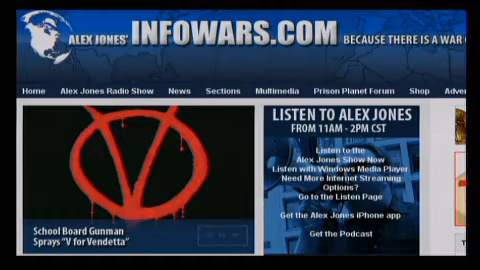 ALEX JONES' INFOWARS.COM BECAUSE THERE IS A WAR
Home Alex Jones Radio Show News Sections Multimedia Prison Planet Forum Shop Adver
LISTEN TO ALEX JONES
FROM 11AM - 2PM CST
Listen to the
Alex Jones Show Now
Listen with Windows Media Player
Need More Internet Streaming
Options?
Go to the Listen Page
Get the Alex Jones iPhone app
Get the Podcast
School Board Gunman
Sprays "V for Vendetta"